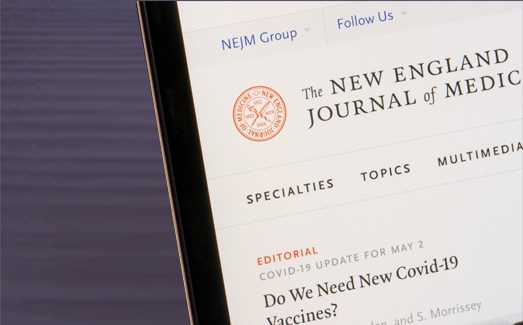 NEJM Group
Follow Us
The NEW ENGLAND
JOURNAL of MEDIC
SPECIALTIES
TOPICS
MULTIMEDIA
EDITORIAL
COVID-19 UPDATE FOR MAY 2
Do We Need New Covid-19
Vaccines?
and S. Morrissey